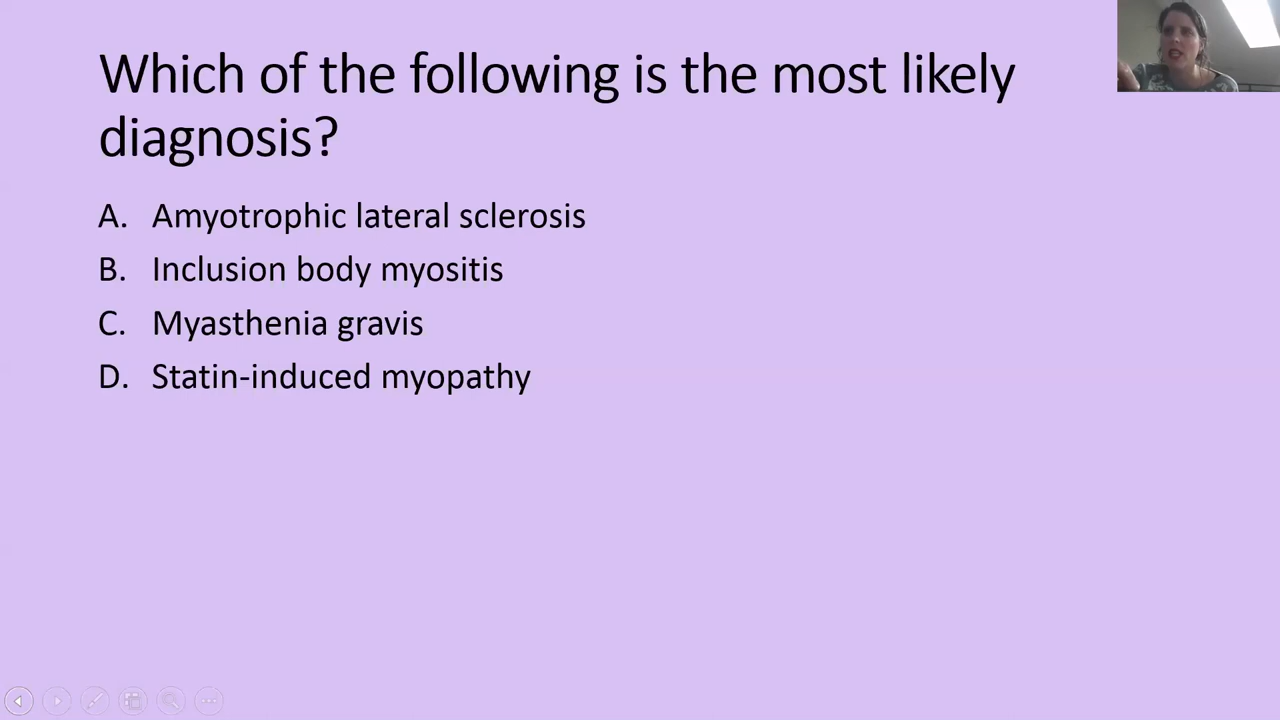 Which of the following is the most likely
diagnosis?
A. Amyotrophic lateral sclerosis
B. Inclusion body myositis
C. Myasthenia gravis
D. Statin-induced myopathy